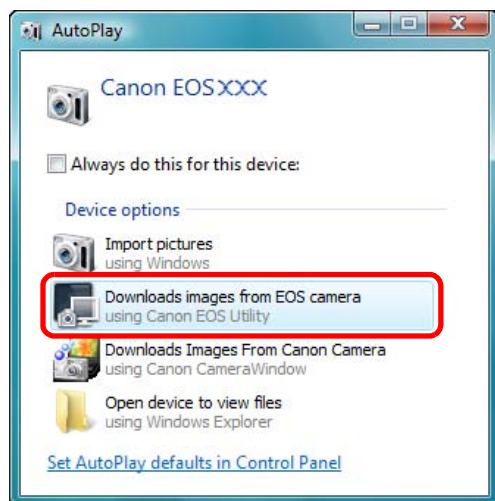 AutoPlay
Canon EOS XXX
Always do this for this device:
Device options
Import pictures
using Windows
Downloads images from EOS camera
using Canon EOS Utility
Downloads Images From Canon Camera
using Canon CameraWindow
Open device to view files
using Windows Explorer
Set AutoPlay defaults in Control Panel